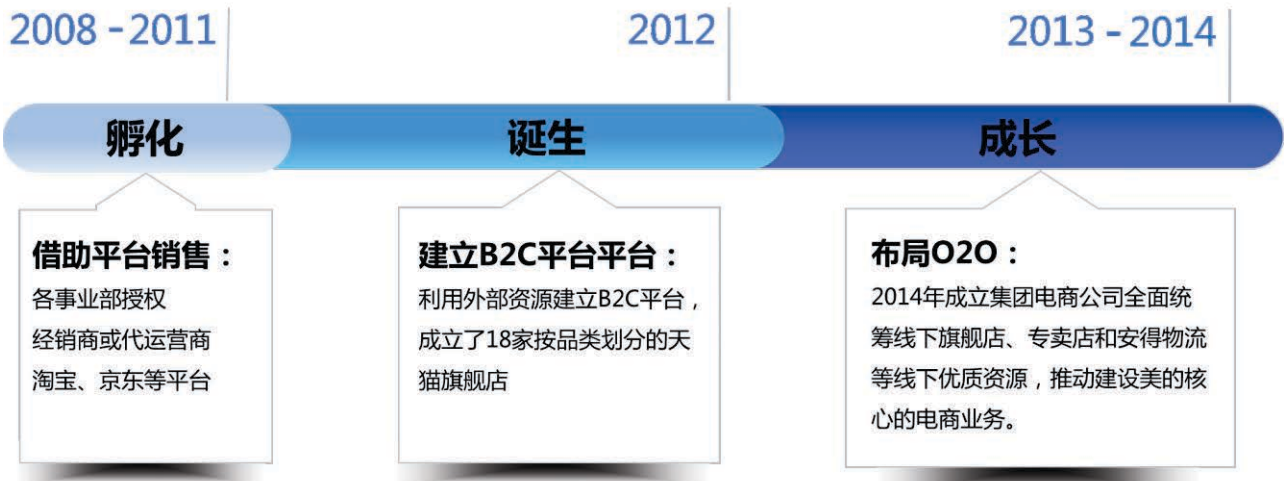 2008 - 2011
2012
2013 - 2014
孵化
诞生
成长
借助平台销售：
各事业部授权
经销商或代运营商
淘宝、京东等平台
建立B2C平台平台：
利用外部资源建立B2C平台，
成立了18家按品类划分的天
猫旗舰店
布局O2O：
2014年成立集团电商公司全面统
筹线下旗舰店、专卖店和安得物流
等线下优质资源，推动建设美的核
心的电商业务。